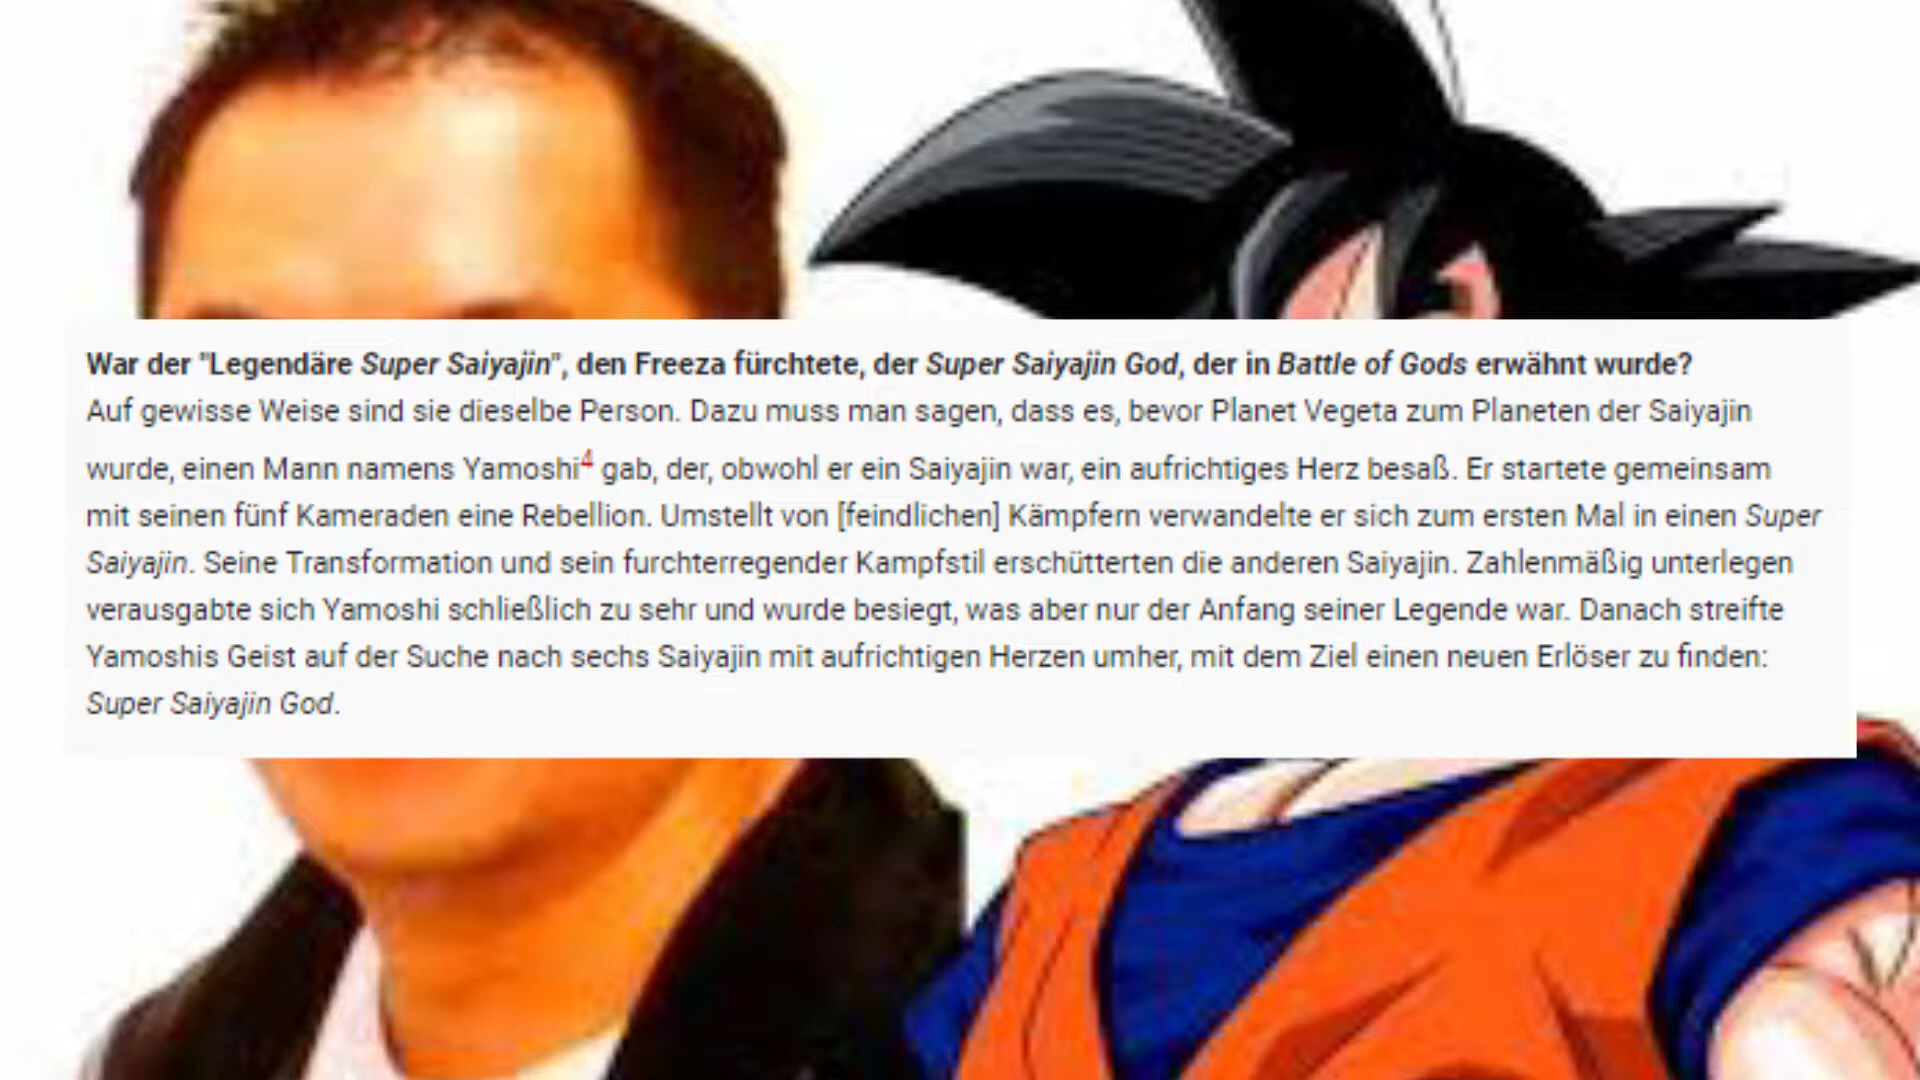 War der "Legendäre Super Saiyajin", den Freeza fürchtete, der Super Saiyajin God, der in Battle of Gods erwähnt wurde?
Auf gewisse Weise sind sie dieselbe Person. Dazu muss man sagen, dass es, bevor Planet Vegeta zum Planeten der Saiyajin
wurde, einen Mann namens Yamoshi4 gab, der, obwohl er ein Saiyajin war, ein aufrichtiges Herz besaß. Er startete gemeinsam
mit seinen fünf Kameraden eine Rebellion. Umstellt von [feindlichen] Kämpfern verwandelte er sich zum ersten Mal in einen Super
Saiyajin. Seine Transformation und sein furchterregender Kampfstil erschütterten die anderen Saiyajin. Zahlenmäßig unterlegen
verausgabte sich Yamoshi schließlich zu sehr und wurde besiegt, was aber nur der Anfang seiner Legende war. Danach streifte
Yamoshis Geist auf der Suche nach sechs Saiyajin mit aufrichtigen Herzen umher, mit dem Ziel einen neuen Erlöser zu finden:
Super Saiyajin God.